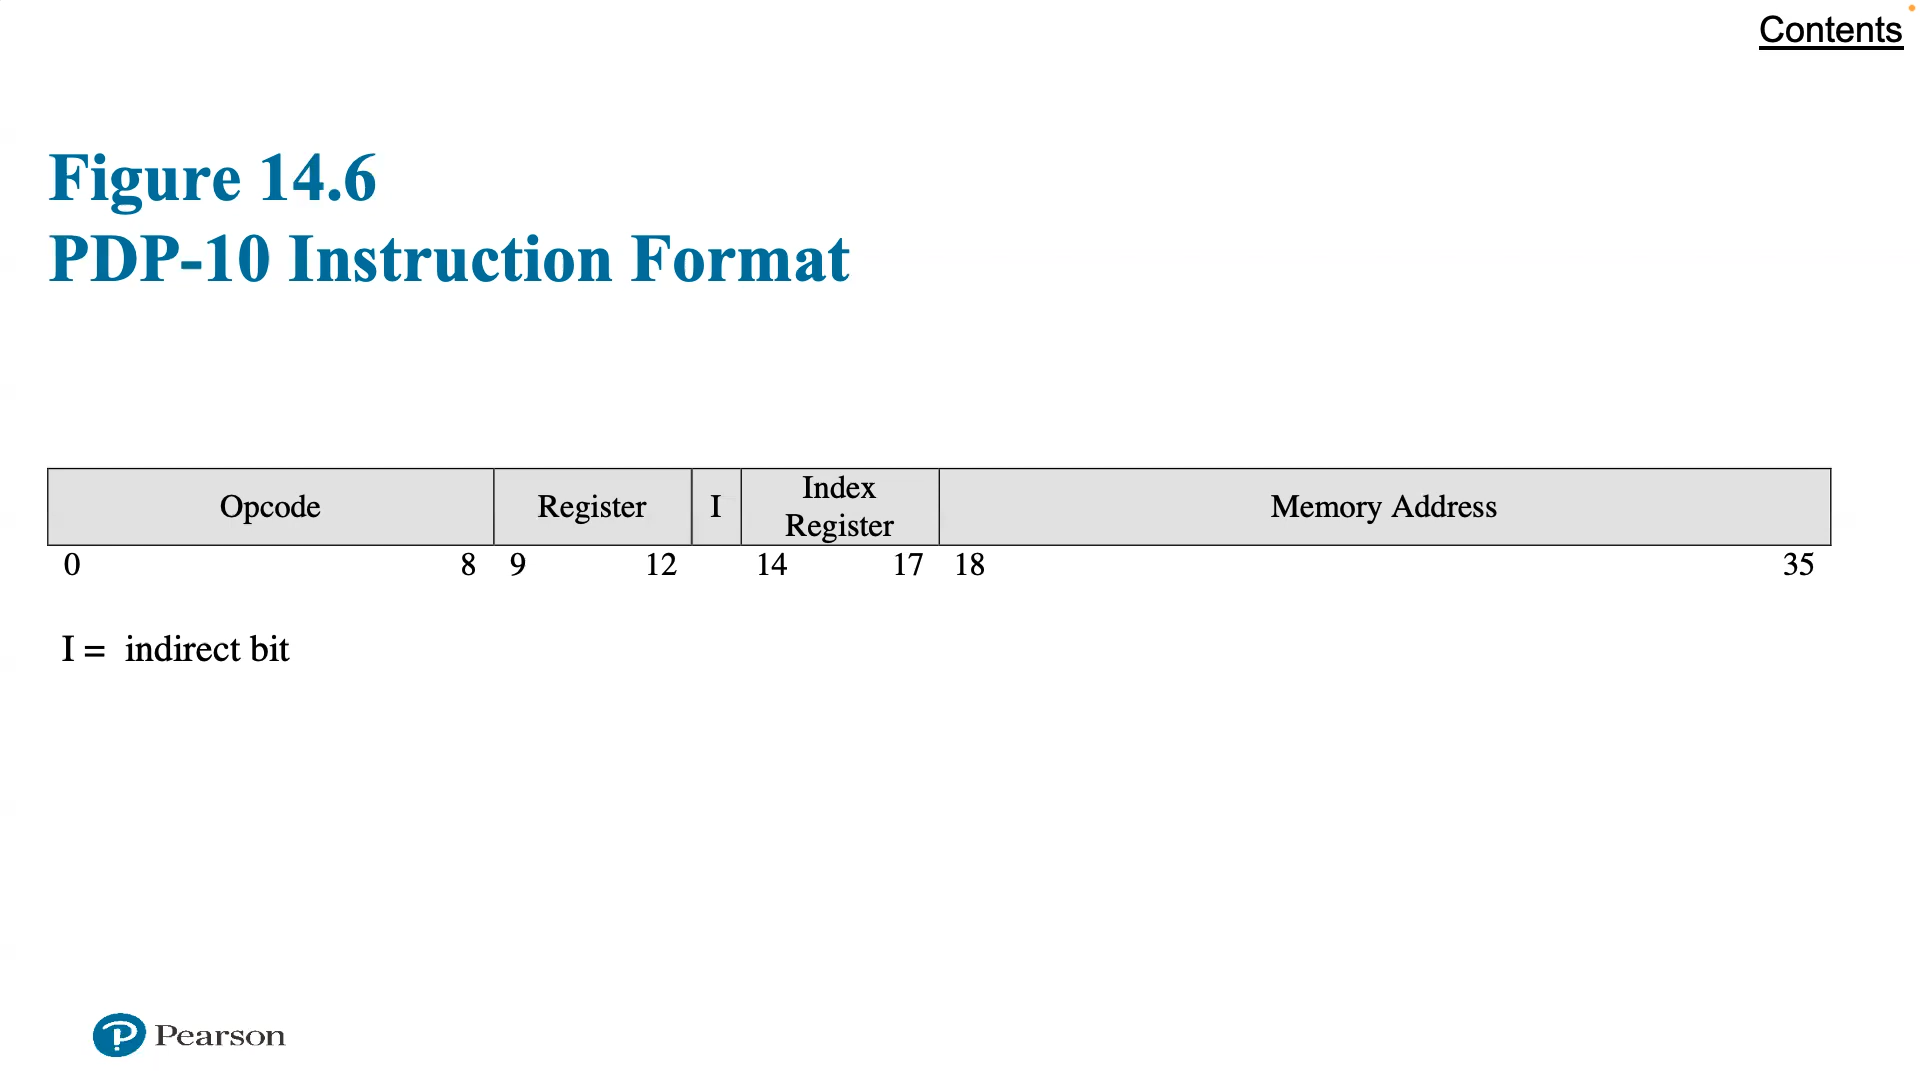 Contents
Figure 14.6
PDP-10 Instruction Format
Opcode Register I Index Register Memory Address
0 8 9 12 14 17 18 35
I = indirect bit
Pearson